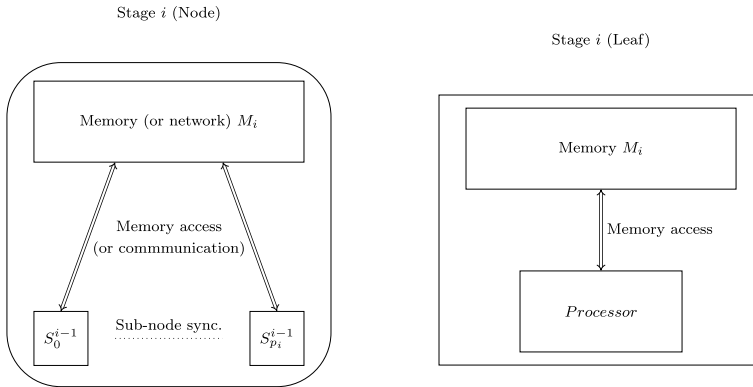 Stage i (Node)
Memory (or network) M_i
Memory access
(or commmunication)
S_0^{i−1}
Sub-node sync.
S_{p_i}^{i−1}
Stage i (Leaf)
Memory M_i
Memory access
Processor